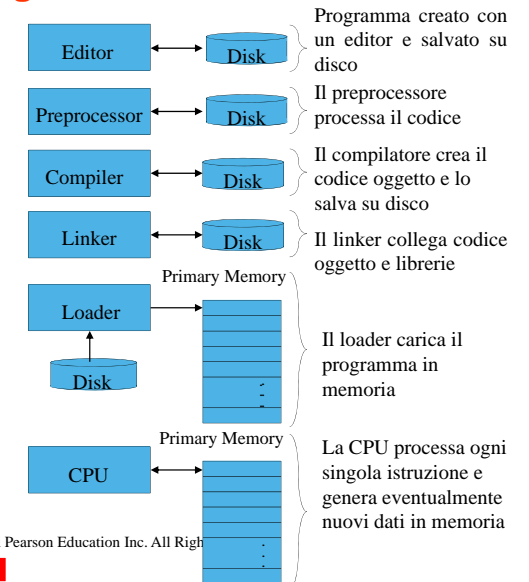 Editor
Disk
Programma creato con
un editor e salvato su
disco
Preprocessor
Disk
Il preprocessore
processa il codice
Compiler
Disk
Il compilatore crea il
codice oggetto e lo
salva su disco
Linker
Disk
Il linker collega codice
oggetto e librerie
Primary Memory
Loader
Disk
Il loader carica il
programma in
memoria
Primary Memory
CPU
La CPU processa ogni
singola istruzione e
genera eventualmente
nuovi dati in memoria
Pearson Education Inc. All Righ